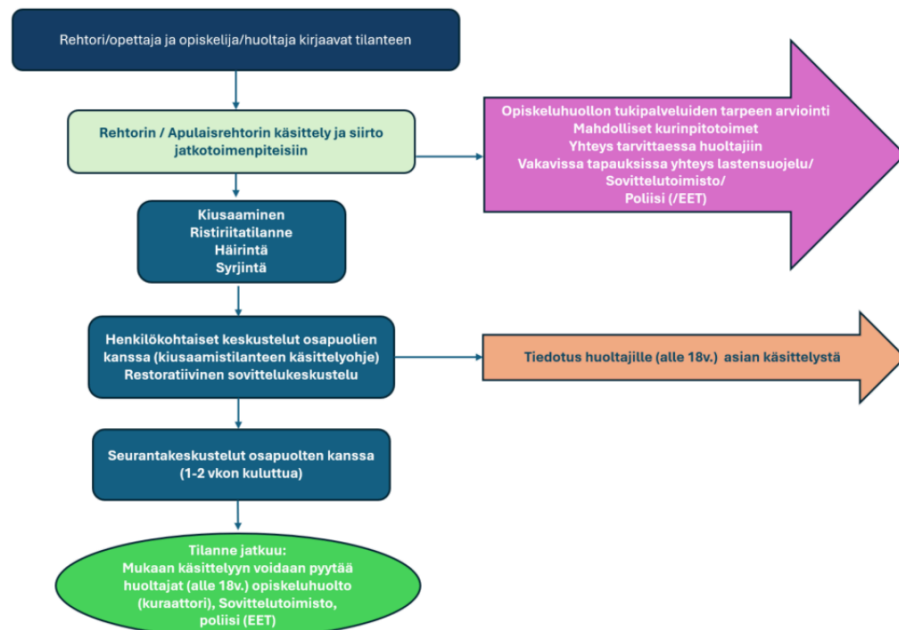 Rehtori/opettaja ja opiskelija/huoltaja kirjaavat tilanteen
Rehtorin / Apulaisrehtorin käsittely ja siirto
jatkotoimenpiteisiin
Opiskeluhuollon tukipalveluiden tarpeen arviointi
Mahdolliset kurinpitotoimet
Yhteys tarvittaessa huoltajiin
Vakavissa tapauksissa yhteys lastensuojelu/
Sovittelutoimisto/
Poliisi (/EET)
Kiusaaminen
Ristiriitatilanne
Häirintä
Syrjintä
Henkilökohtaiset keskustelut osapuolien
kanssa (kiusaamistilanteen käsittelyohje)
Restoratiivinen sovittelukeskustelu
Tiedotus huoltajille (alle 18v.) asian käsittelystä
Seurantakeskustelut osapuolten kanssa
(1-2 vkon kuluttua)
Tilanne jatkuu:
Mukaan käsittelyyn voidaan pyytää
huoltajat (alle 18v.) opiskeluhuolto
(kuraattori), Sovittelutoimisto,
poliisi (EET)